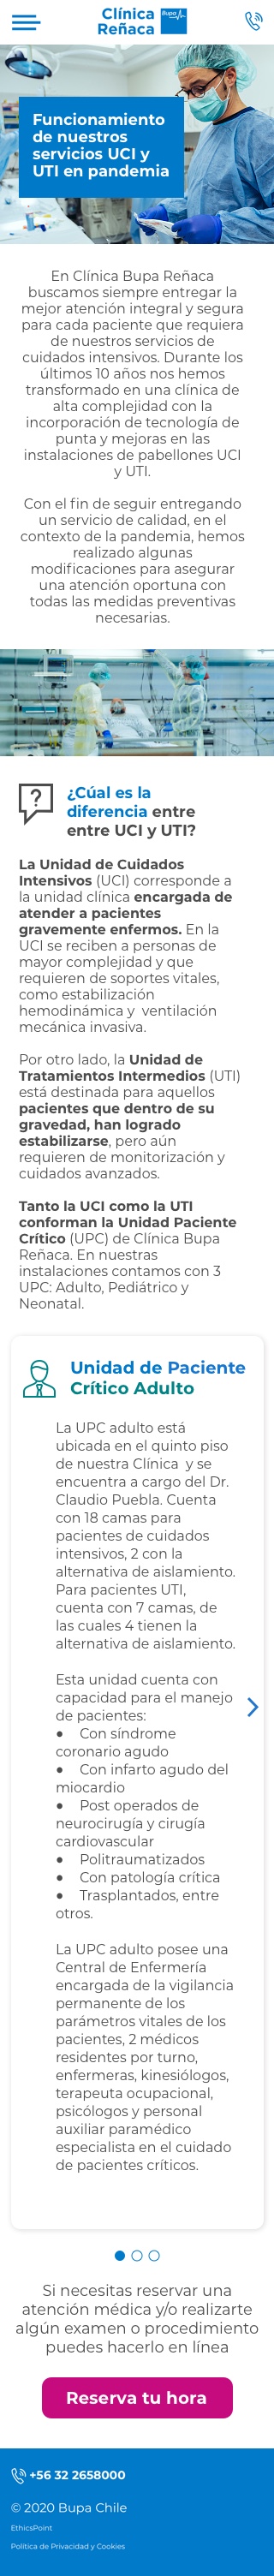 Clínica
Reñaca
Bupa
Funcionamiento
de nuestros
servicios UCI y
UTI en pandemia
En Clínica Bupa Reñaca
buscamos siempre entregar la
mejor atención integral y segura
para cada paciente que requiera
de nuestros servicios de
cuidados intensivos. Durante los
últimos 10 años nos hemos
transformado en una clínica de
alta complejidad con la
incorporación de tecnología de
punta y mejoras en las
instalaciones de pabellones UCI
y UTI.
Con el fin de seguir entregando
un servicio de calidad, en el
contexto de la pandemia, hemos
realizado algunas
modificaciones para asegurar
una atención oportuna con
todas las medidas preventivas
necesarias.
¿Cúal es la
diferencia entre
entre UCI y UTI?
La Unidad de Cuidados
Intensivos (UCI) corresponde a
la unidad clínica encargada de
atender a pacientes
gravemente enfermos. En la
UCI se reciben a personas de
mayor complejidad y que
requieren de soportes vitales,
como estabilización
hemodinámica y ventilación
mecánica invasiva.
Por otro lado, la Unidad de
Tratamientos Intermedios (UTI)
está destinada para aquellos
pacientes que dentro de su
gravedad, han logrado
estabilizarse, pero aún
requieren de monitorización y
cuidados avanzados.
Tanto la UCI como la UTI
conforman la Unidad Paciente
Crítico (UPC) de Clínica Bupa
Reñaca. En nuestras
instalaciones contamos con 3
UPC: Adulto, Pediátrico y
Neonatal.
Unidad de Paciente
Crítico Adulto
La UPC adulto está
ubicada en el quinto piso
de nuestra Clínica y se
encuentra a cargo del Dr.
Claudio Puebla. Cuenta
con 18 camas para
pacientes de cuidados
intensivos, 2 con la
alternativa de aislamiento.
Para pacientes UTI,
cuenta con 7 camas, de
las cuales 4 tienen la
alternativa de aislamiento.
Esta unidad cuenta con
capacidad para el manejo
de pacientes:
● Con síndrome
coronario agudo
● Con infarto agudo del
miocardio
● Post operados de
neurocirugía y cirugía
cardiovascular
● Politraumatizados
● Con patología crítica
● Trasplantados, entre
otros.
La UPC adulto posee una
Central de Enfermería
encargada de la vigilancia
permanente de los
parámetros vitales de los
pacientes, 2 médicos
residentes por turno,
enfermeras, kinesiólogos,
terapeuta ocupacional,
psicólogos y personal
auxiliar paramédico
especialista en el cuidado
de pacientes críticos.
Si necesitas reservar una
atención médica y/o realizarte
algún examen o procedimiento
puedes hacerlo en línea
Reserva tu hora
+56 32 2658000
© 2020 Bupa Chile
EthicsPoint
Política de Privacidad y Cookies